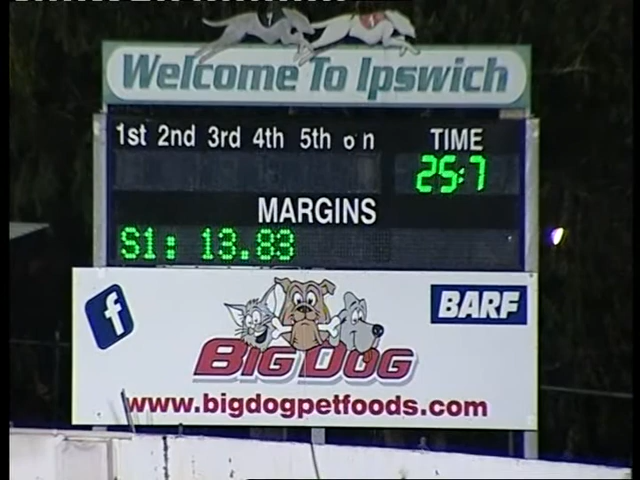 Welcome To Ipswich
1st 2nd 3rd 4th 5th o n TIME
25:7
MARGINS
S1: 13.83
f
BARF
BIG DOG
www.bigdogpetfoods.com